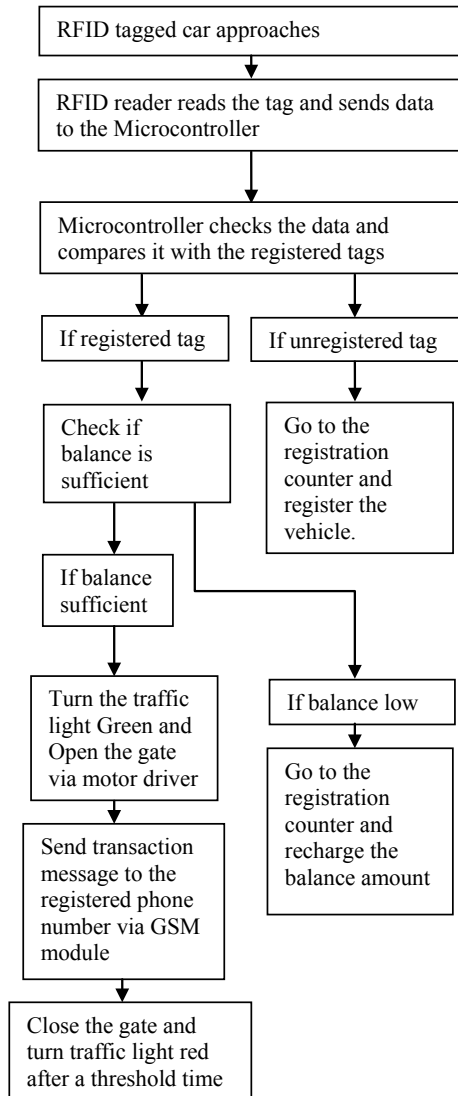 RFID tagged car approaches
RFID reader reads the tag and sends data
to the Microcontroller
Microcontroller checks the data and
compares it with the registered tags
If registered tag
If unregistered tag
Check if
balance is
sufficient
Go to the
registration
counter and
register the
vehicle.
If balance
sufficient
If balance low
Turn the traffic
light Green and
Open the gate
via motor driver
Go to the
registration
counter and
recharge the
balance amount
Send transaction
message to the
registered phone
number via GSM
module
Close the gate and
turn traffic light red
after a threshold time